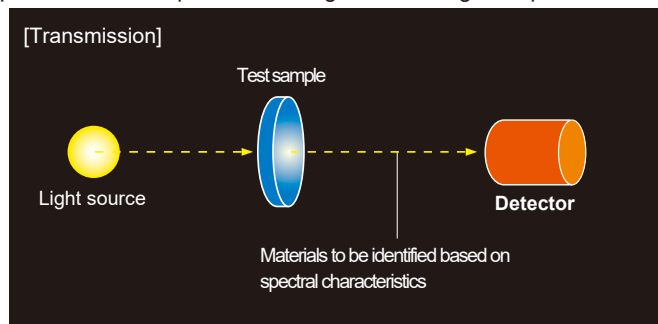 [Transmission]
Test sample
Light source
Detector
Materials to be identified based on
spectral characteristics